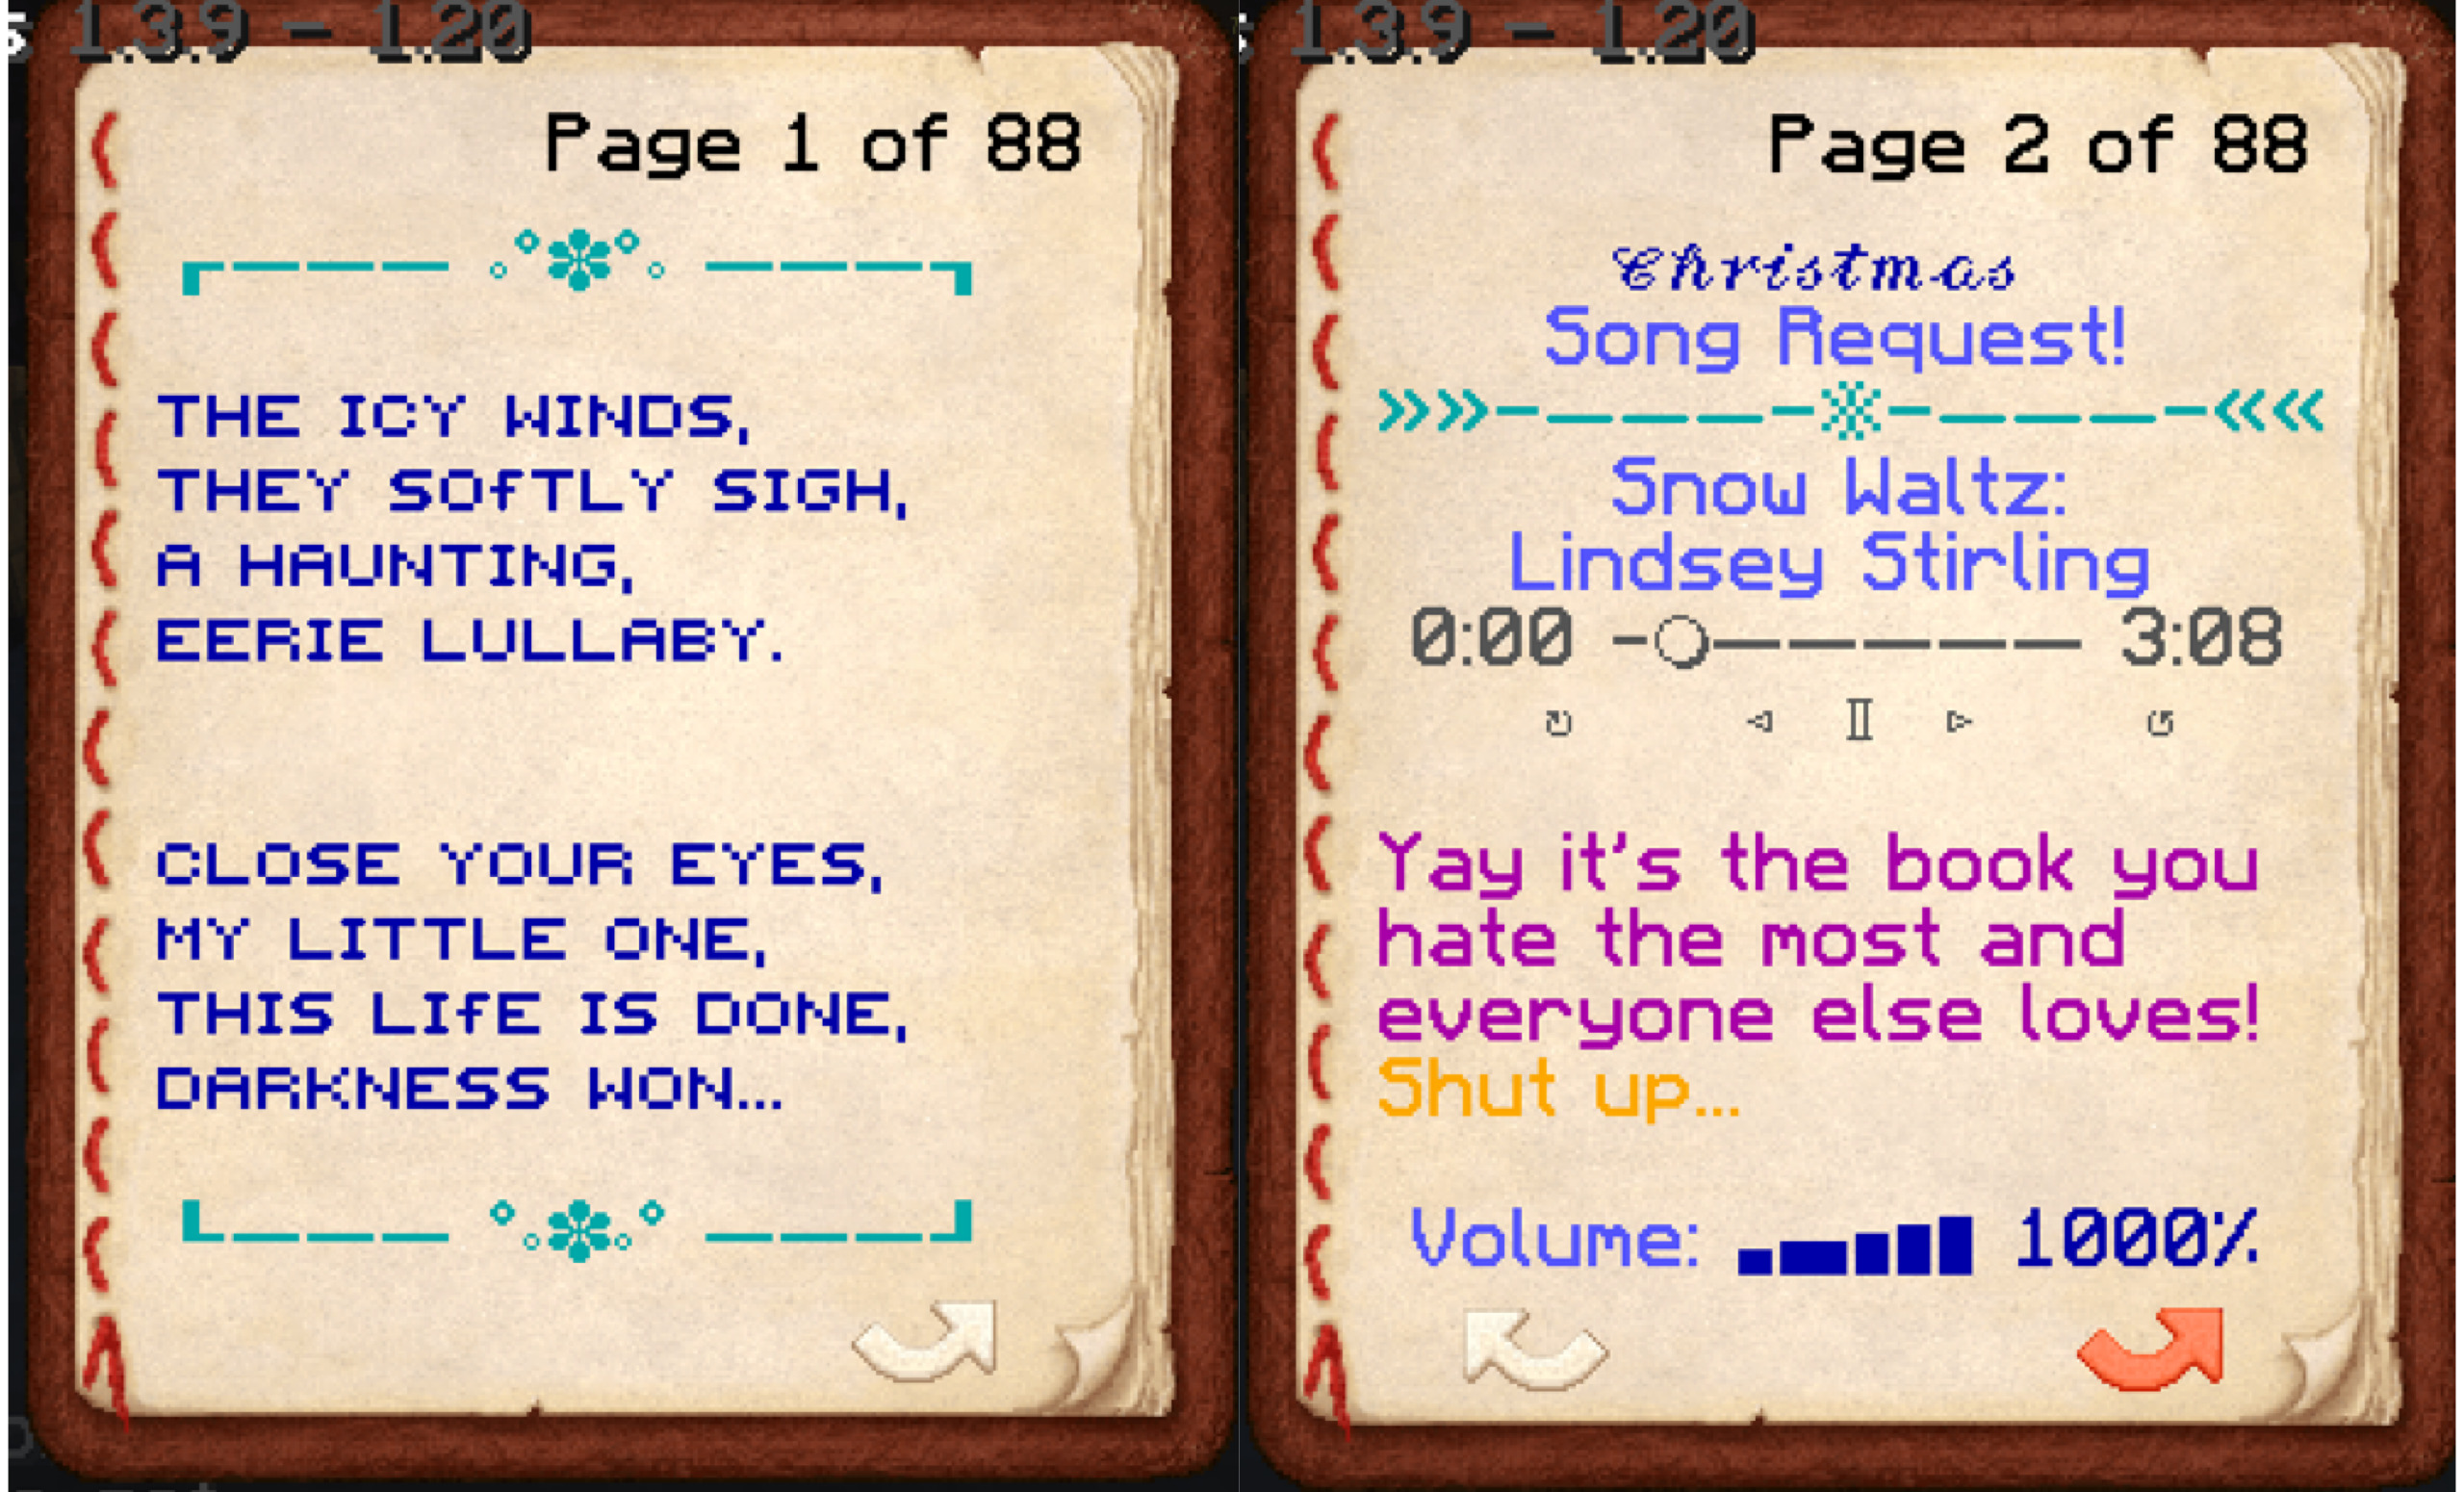 1.3.9 - 1.20
Page 1 of 88
THE ICY WINDS,
THEY SOfTLY SIGH,
A HAUNTING,
EERIE LULLABY.
CLOSE YOUR EYES,
MY LITTLE ONE,
THIS LIfE IS DONE,
DARKNESS WON...
1.3.9 - 1.20
Page 2 of 88
Christmas
Song Request!
»»-———-※-———-««
Snow Waltz:
Lindsey Stirling
0:00 -○————— 3:08
↻ ◁ II ▷ ↺
Yay it's the book you
hate the most and
everyone else loves!
Shut up...
Volume: ▂▃▄▅▆ 1000%